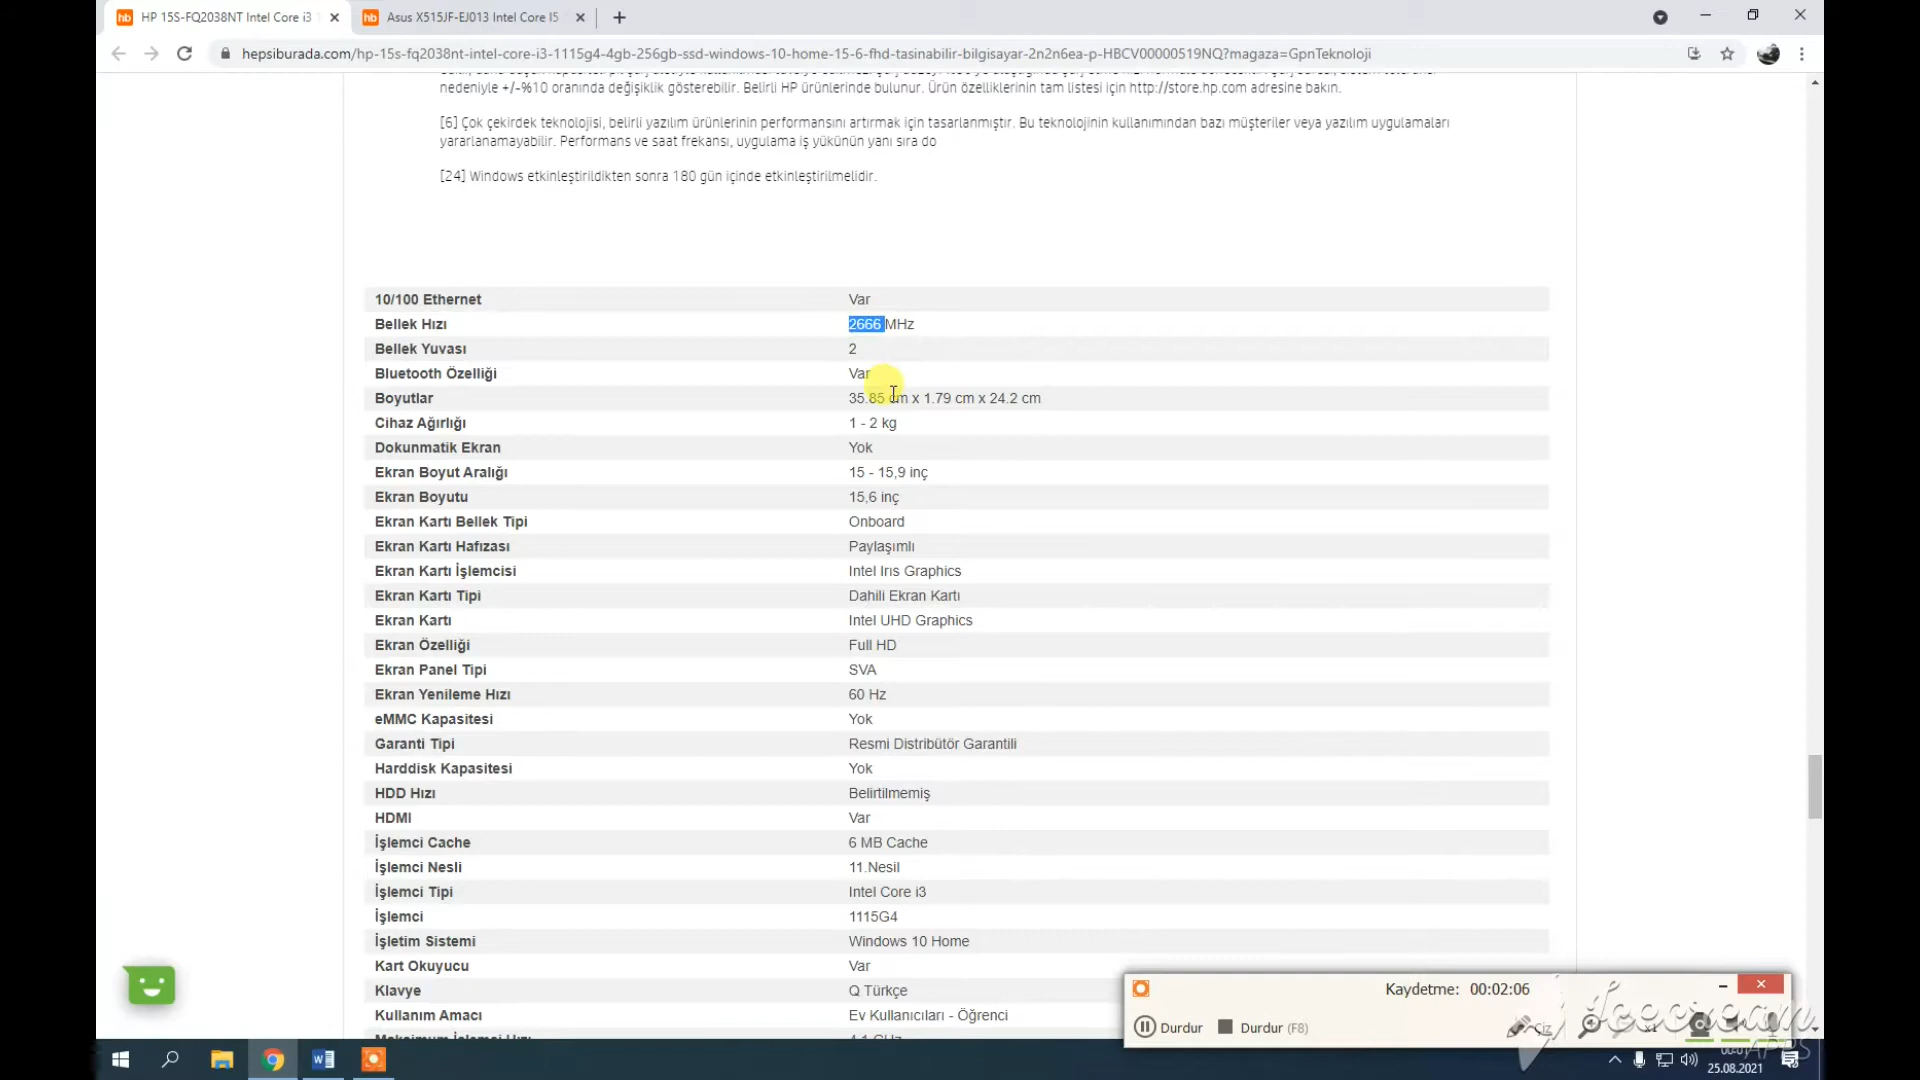 HP 15S-FQ2038NT Intel Core i3
Asus X515JF-EJ013 Intel Core I5
hepsiburada.com/hp-15s-fq2038nt-intel-core-i3-1115g4-4gb-256gb-ssd-windows-10-home-15-6-fhd-tasinabilir-bilgisayar-2n2n6ea-p-HBCV00000519NQ?magaza=GpnTeknoloji
nedeniyle +/-%10 oranında değişiklik gösterebilir. Belirli HP ürünlerinde bulunur. Ürün özelliklerinin tam listesi için http://store.hp.com adresine bakın.
[6] Çok çekirdek teknolojisi, belirli yazılım ürünlerinin performansını artırmak için tasarlanmıştır. Bu teknolojinin kullanımından bazı müşteriler veya yazılım uygulamaları
yararlanamayabilir. Performans ve saat frekansı, uygulama iş yükünün yanı sıra do
[24] Windows etkinleştirildikten sonra 180 gün içinde etkinleştirilmelidir.
10/100 Ethernet Var
Bellek Hızı 2666 MHz
Bellek Yuvası 2
Bluetooth Özelliği Var
Boyutlar 35.85 cm x 1.79 cm x 24.2 cm
Cihaz Ağırlığı 1 - 2 kg
Dokunmatik Ekran Yok
Ekran Boyut Aralığı 15 - 15,9 inç
Ekran Boyutu 15,6 inç
Ekran Kartı Bellek Tipi Onboard
Ekran Kartı Hafızası Paylaşımlı
Ekran Kartı İşlemcisi Intel Irıs Graphics
Ekran Kartı Tipi Dahili Ekran Kartı
Ekran Kartı Intel UHD Graphics
Ekran Özelliği Full HD
Ekran Panel Tipi SVA
Ekran Yenileme Hızı 60 Hz
eMMC Kapasitesi Yok
Garanti Tipi Resmi Distribütör Garantili
Harddisk Kapasitesi Yok
HDD Hızı Belirtilmemiş
HDMI Var
İşlemci Cache 6 MB Cache
İşlemci Nesli 11.Nesil
İşlemci Tipi Intel Core i3
İşlemci 1115G4
İşletim Sistemi Windows 10 Home
Kart Okuyucu Var
Klavye Q Türkçe
Kullanım Amacı Ev Kullanıcıları - Öğrenci
Kaydetme: 00:02:06
Durdur Durdur (F8) Çiz
Icecream
APPS
25.08.2021